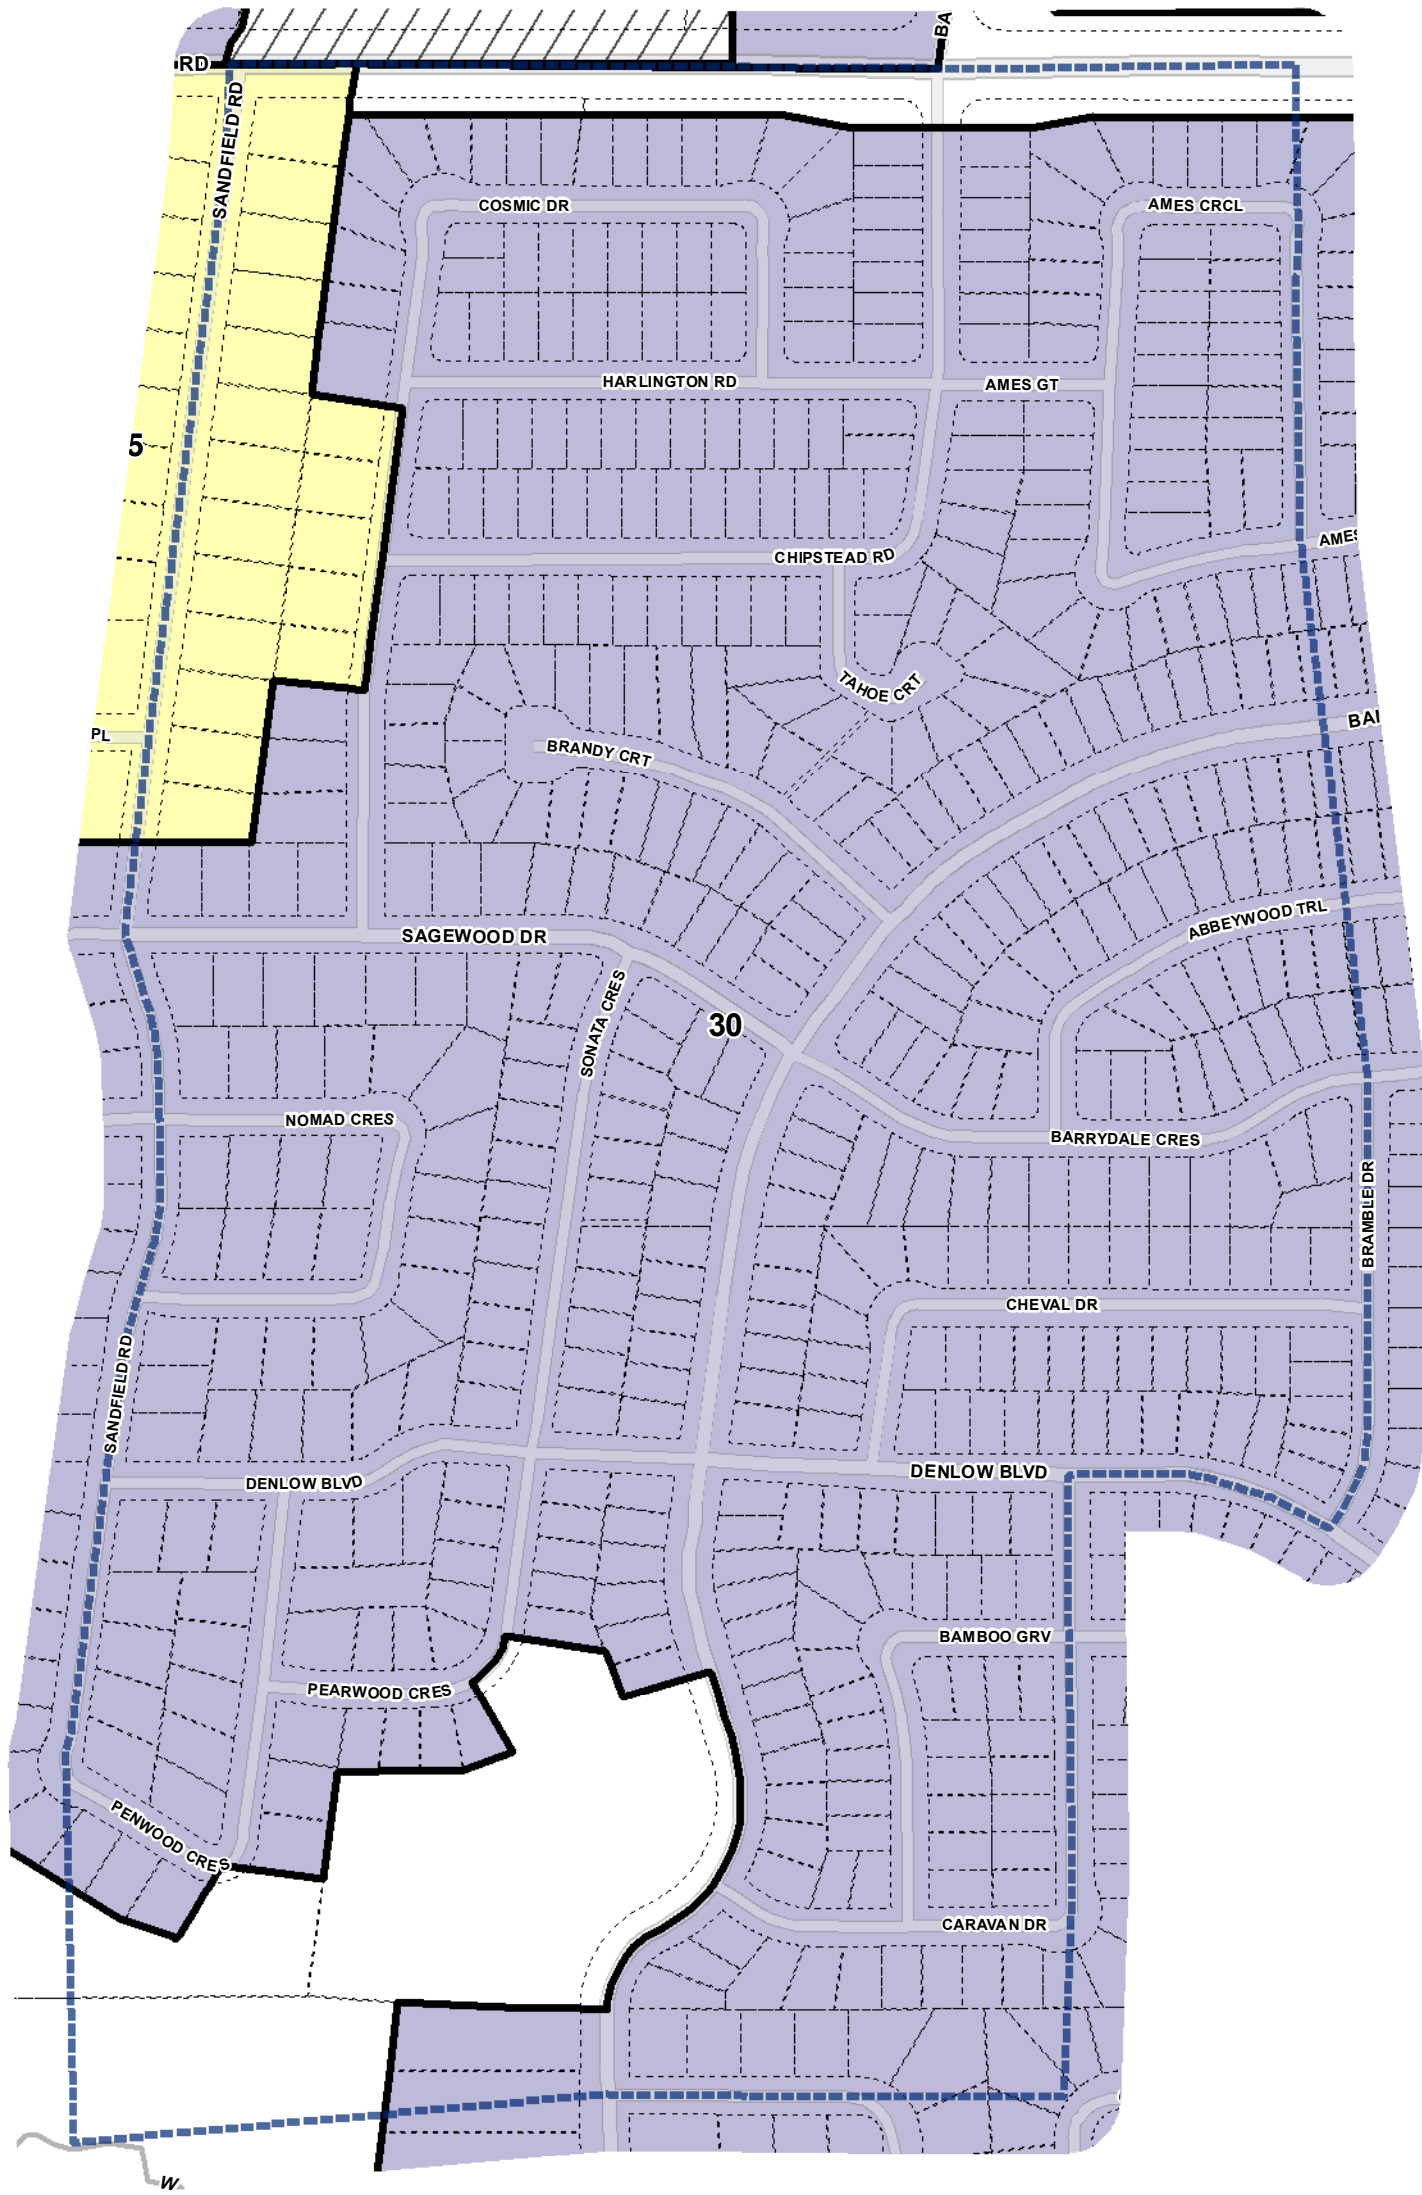 BA
RD
SANDFIELD RD
COSMIC DR
AMES CRCL
HARLINGTON RD
AMES GT
5
CHIPSTEAD RD
AMES
TAHOE CRT
BAI
PL
BRANDY CRT
ABBEYWOOD TRL
SAGEWOOD DR
SONATA CRES
30
NOMAD CRES
BARRYDALE CRES
BRAMBLE DR
CHEVAL DR
SANDFIELD RD
DENLOW BLVD
DENLOW BLVD
BAMBOO GRV
PEARWOOD CRES
PENWOOD CRES
CARAVAN DR
W